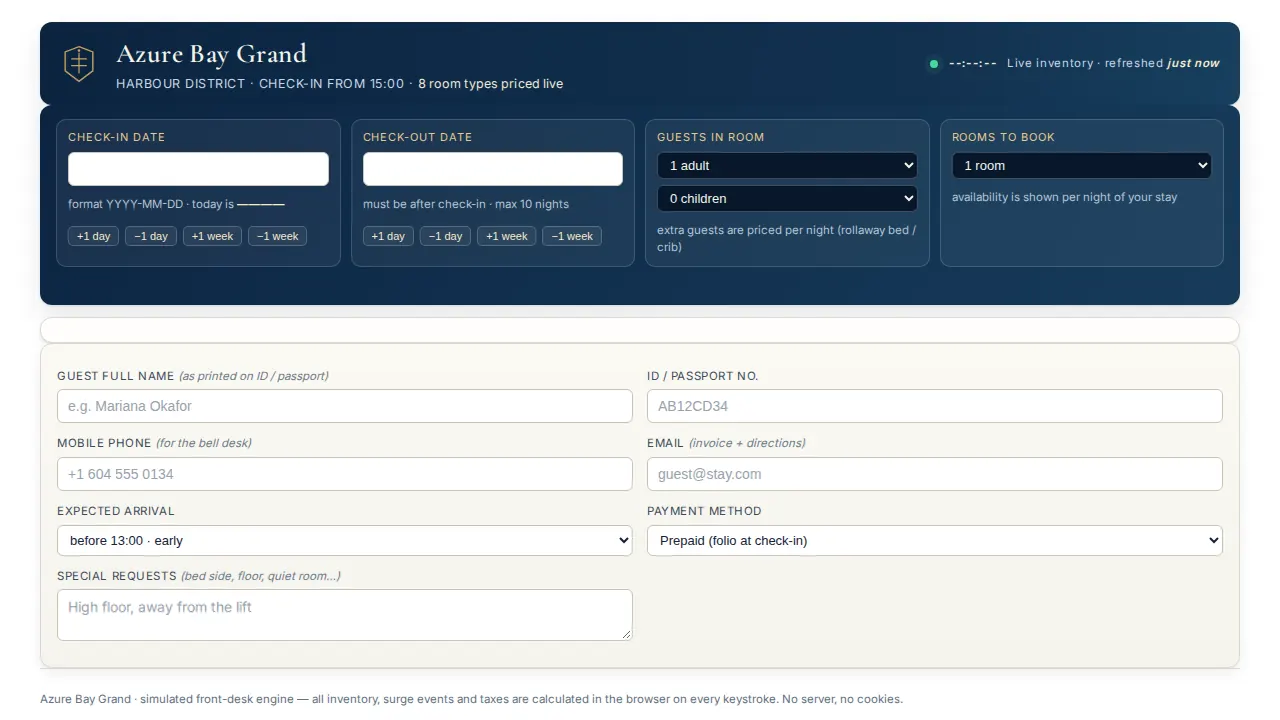 Azure Bay Grand
HARBOUR DISTRICT · CHECK-IN FROM 15:00 · 8 room types priced live
--:--:-- Live inventory · refreshed just now
CHECK-IN DATE
format YYYY-MM-DD · today is ————
+1 day −1 day +1 week −1 week
CHECK-OUT DATE
must be after check-in · max 10 nights
+1 day −1 day +1 week −1 week
GUESTS IN ROOM
1 adult
0 children
extra guests are priced per night (rollaway bed /
crib)
ROOMS TO BOOK
1 room
availability is shown per night of your stay
GUEST FULL NAME (as printed on ID / passport)
e.g. Mariana Okafor
ID / PASSPORT NO.
AB12CD34
MOBILE PHONE (for the bell desk)
+1 604 555 0134
EMAIL (invoice + directions)
guest@stay.com
EXPECTED ARRIVAL
before 13:00 · early
PAYMENT METHOD
Prepaid (folio at check-in)
SPECIAL REQUESTS (bed side, floor, quiet room…)
High floor, away from the lift
Azure Bay Grand · simulated front-desk engine — all inventory, surge events and taxes are calculated in the browser on every keystroke. No server, no cookies.